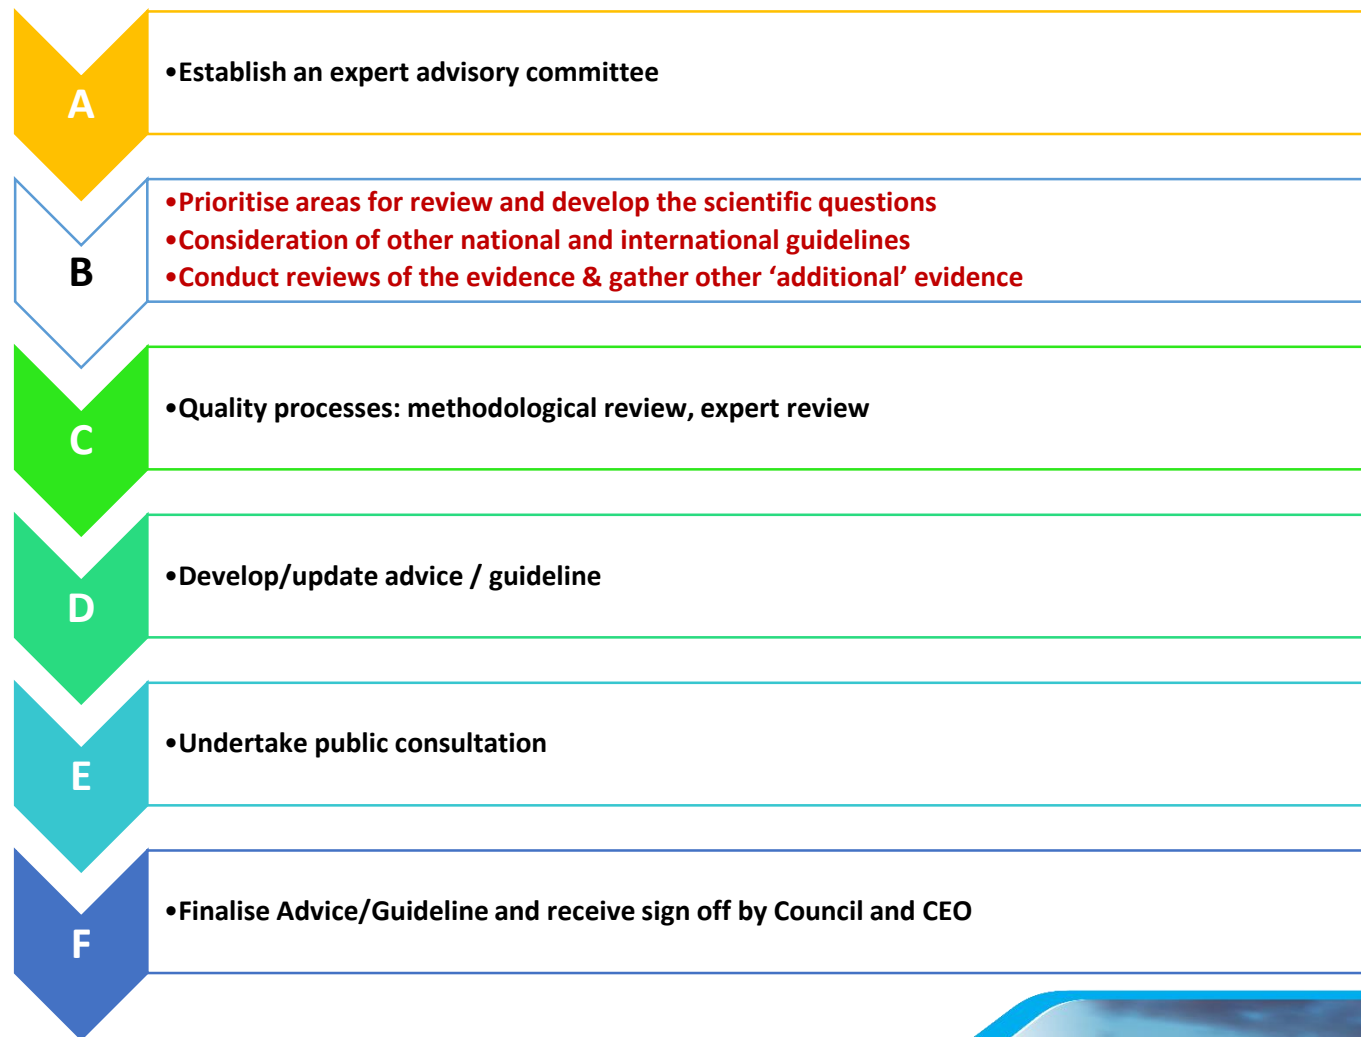 A
•Establish an expert advisory committee
B
•Prioritise areas for review and develop the scientific questions
•Consideration of other national and international guidelines
•Conduct reviews of the evidence & gather other ‘additional’ evidence
C
•Quality processes: methodological review, expert review
D
•Develop/update advice / guideline
E
•Undertake public consultation
F
•Finalise Advice/Guideline and receive sign off by Council and CEO